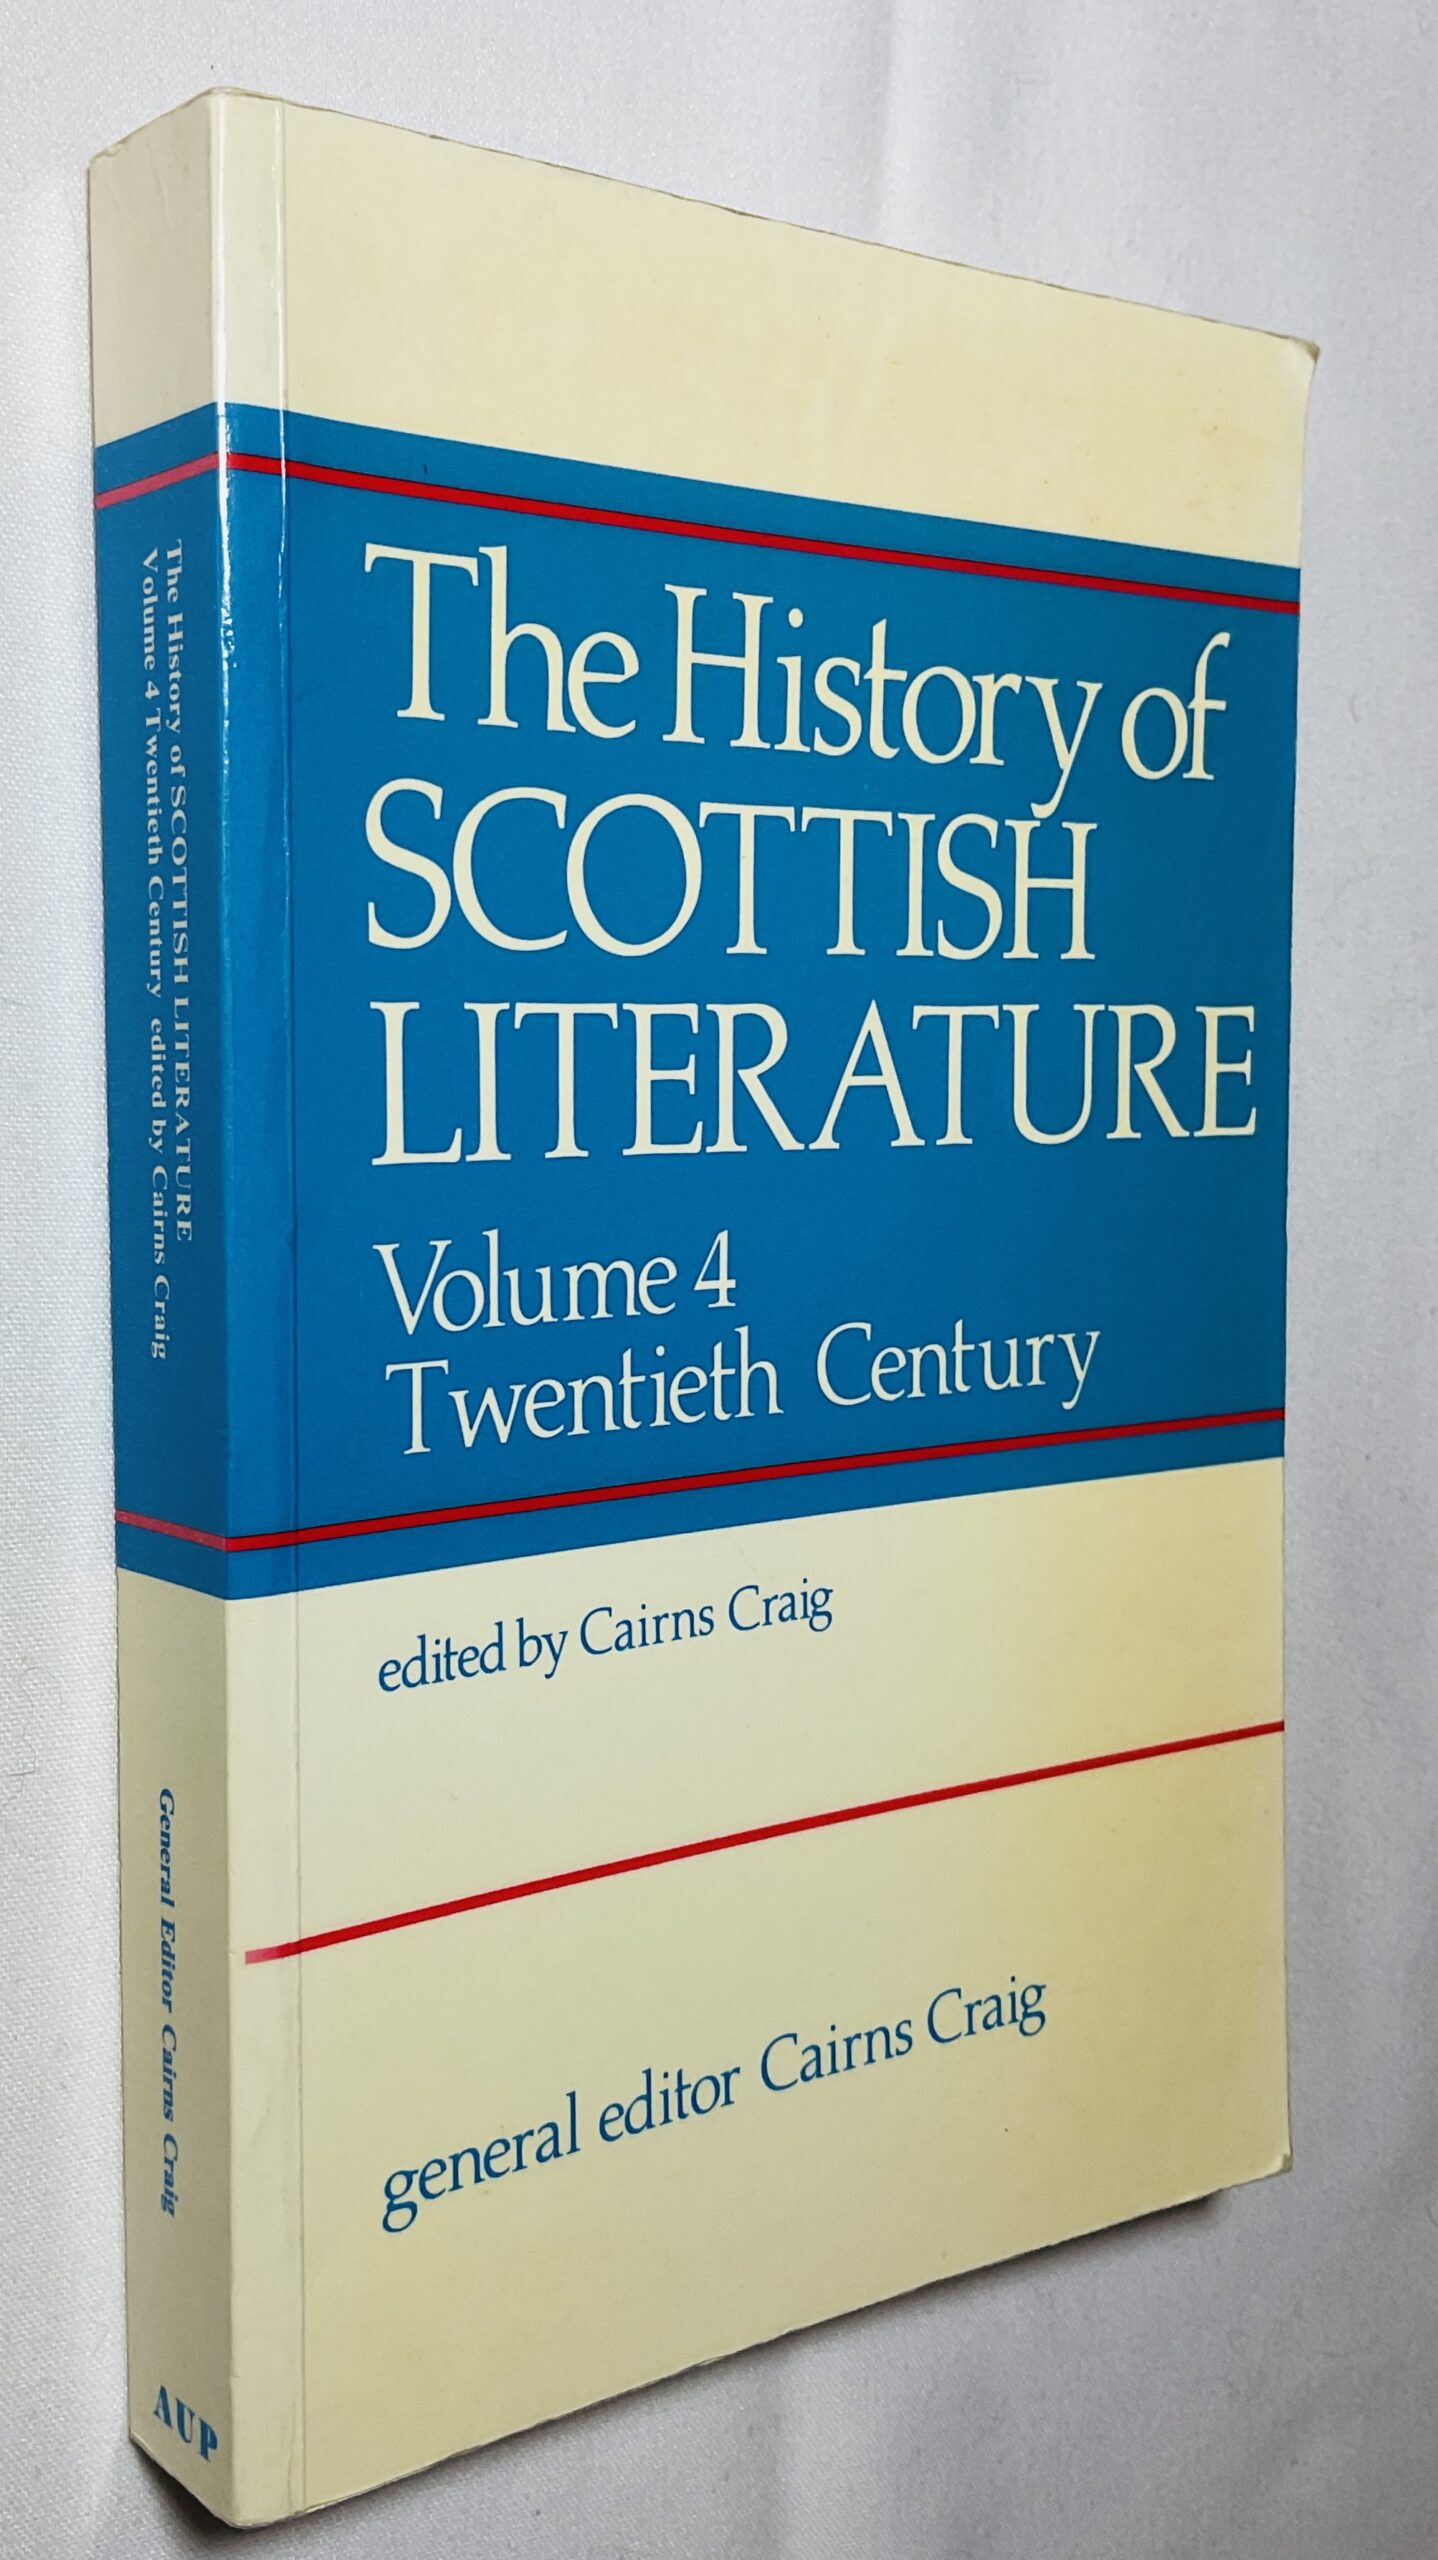 The History of
SCOTTISH
LITERATURE
Volume 4
Twentieth Century
edited by Cairns Craig
general editor Cairns Craig
The History of SCOTTISH LITERATURE
Volume 4 Twentieth Century edited by Cairns Craig
General Editor Cairns Craig
AUP